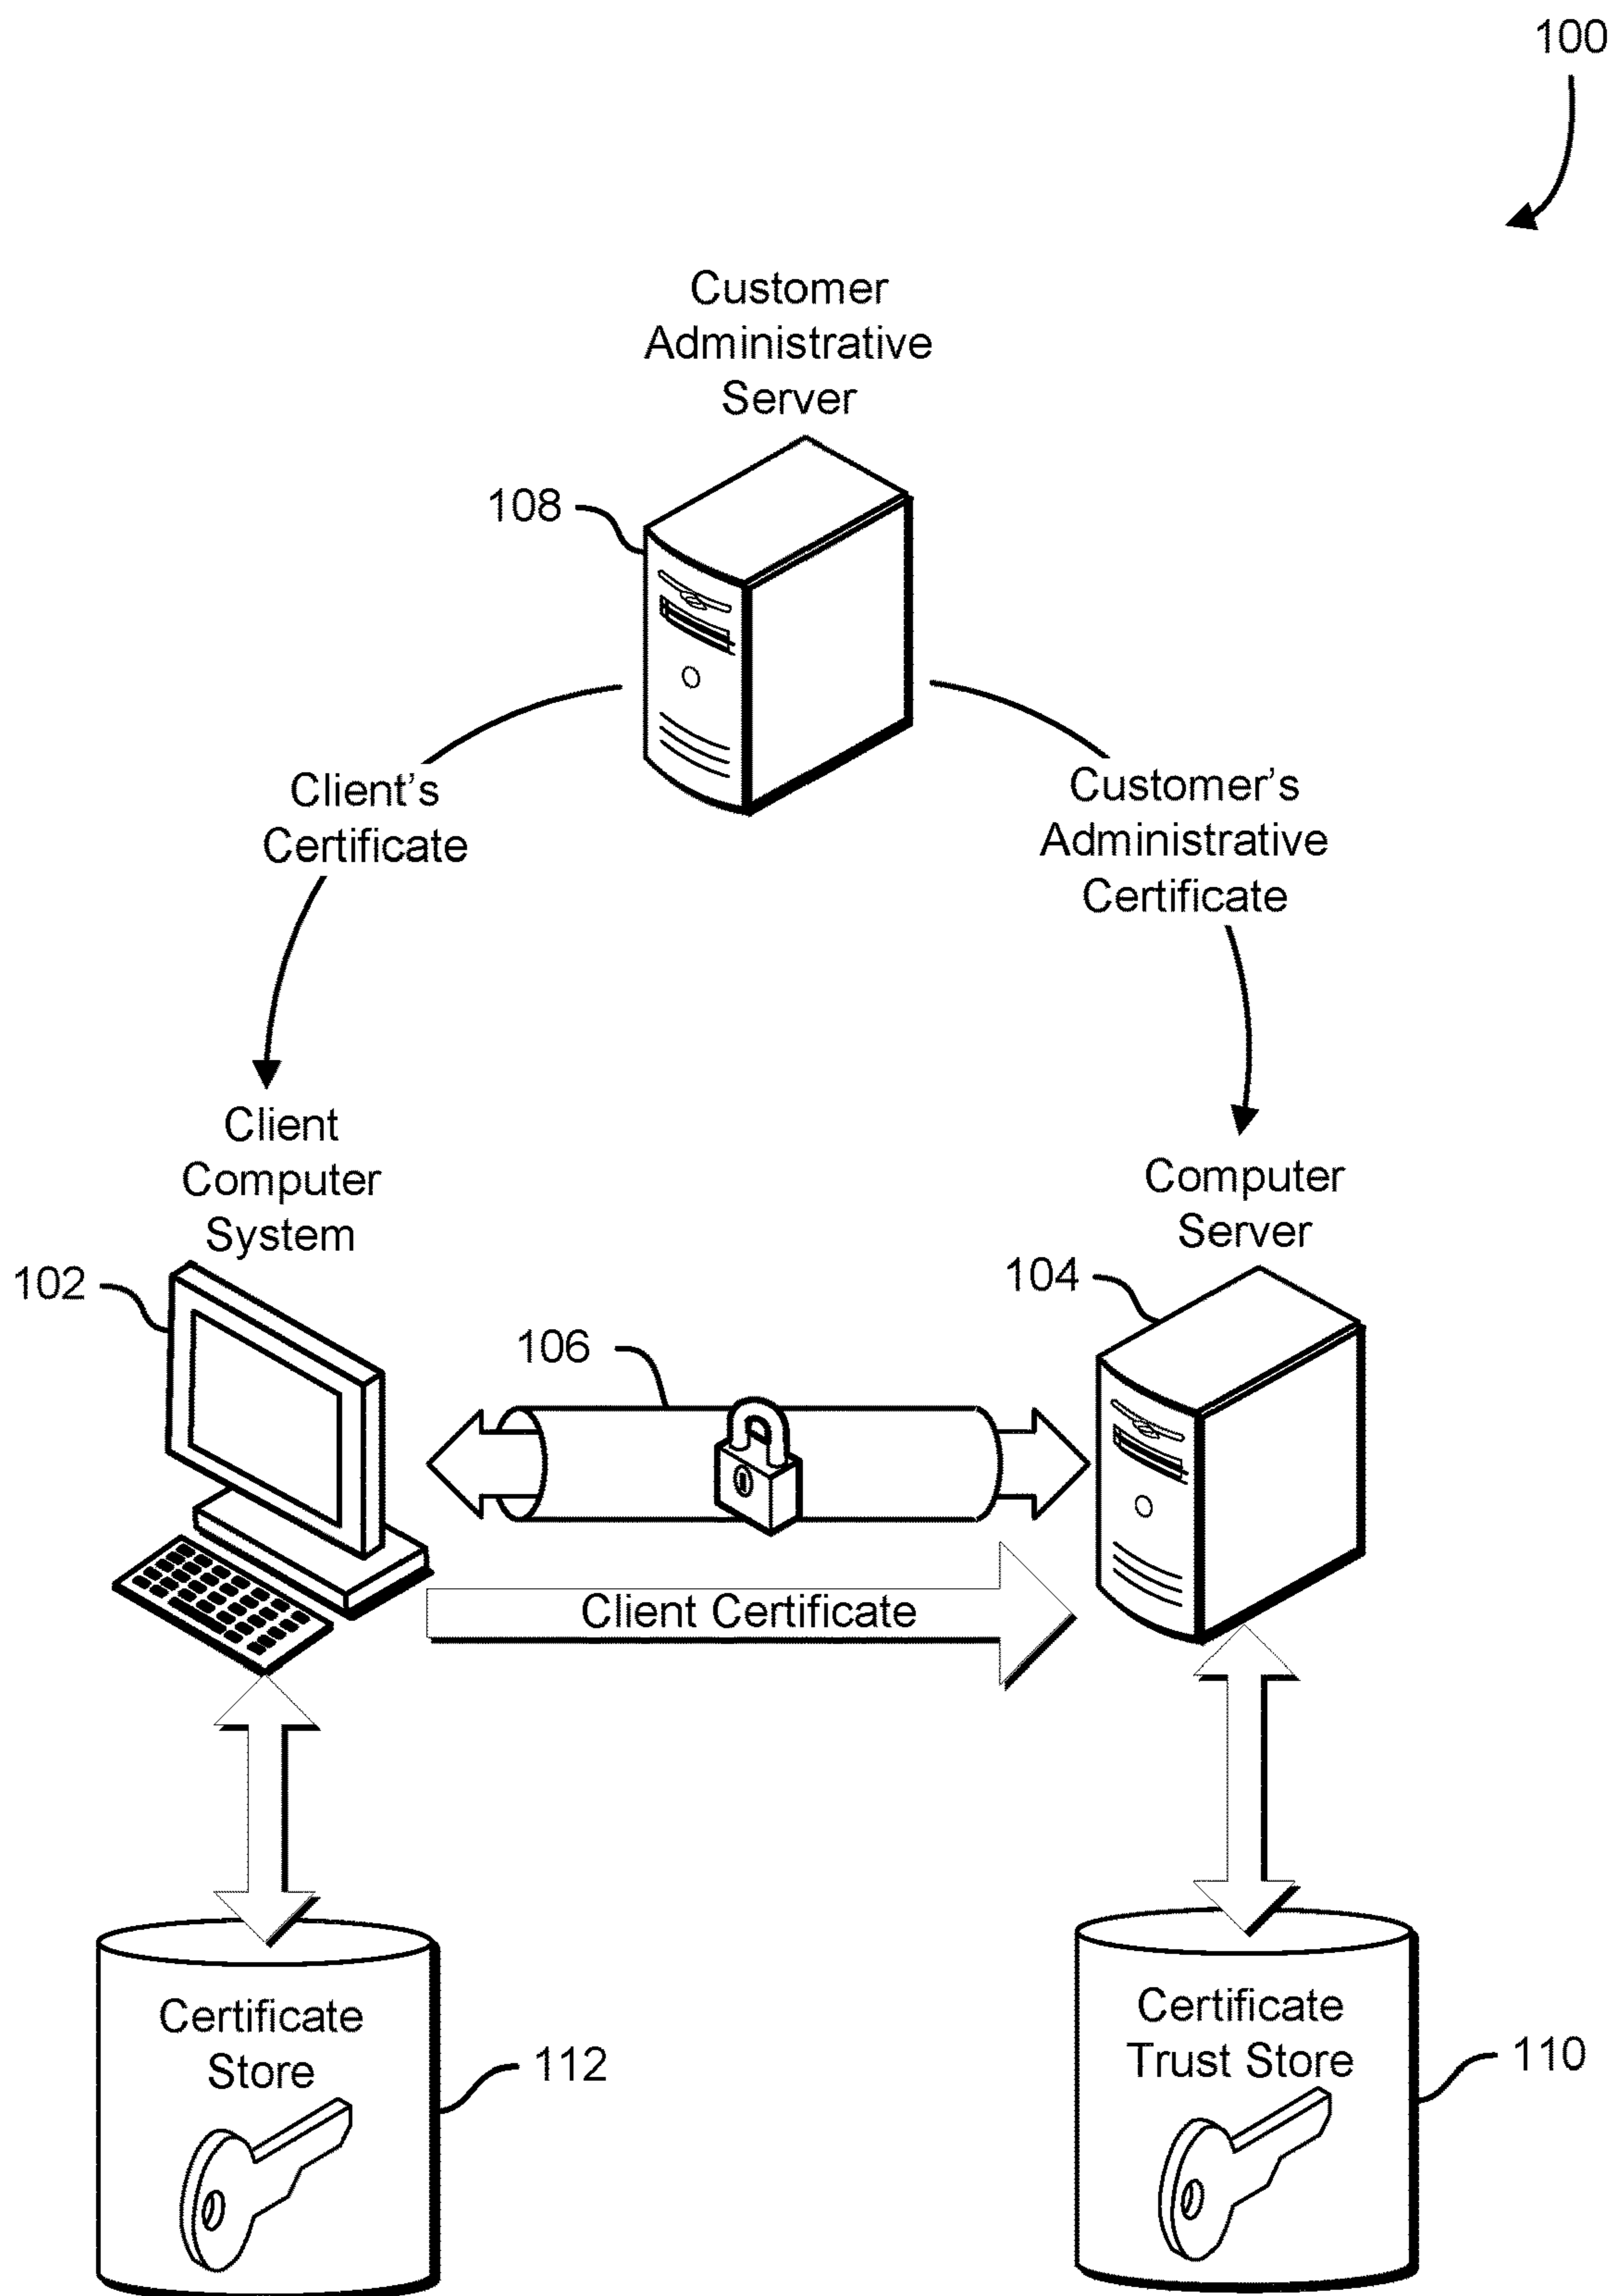 100
Customer
Administrative
Server
108
Client's
Certificate
Customer's
Administrative
Certificate
Client
Computer
System
102
Computer
Server
104
106
Client Certificate
Certificate
Store
112
Certificate
Trust Store
110